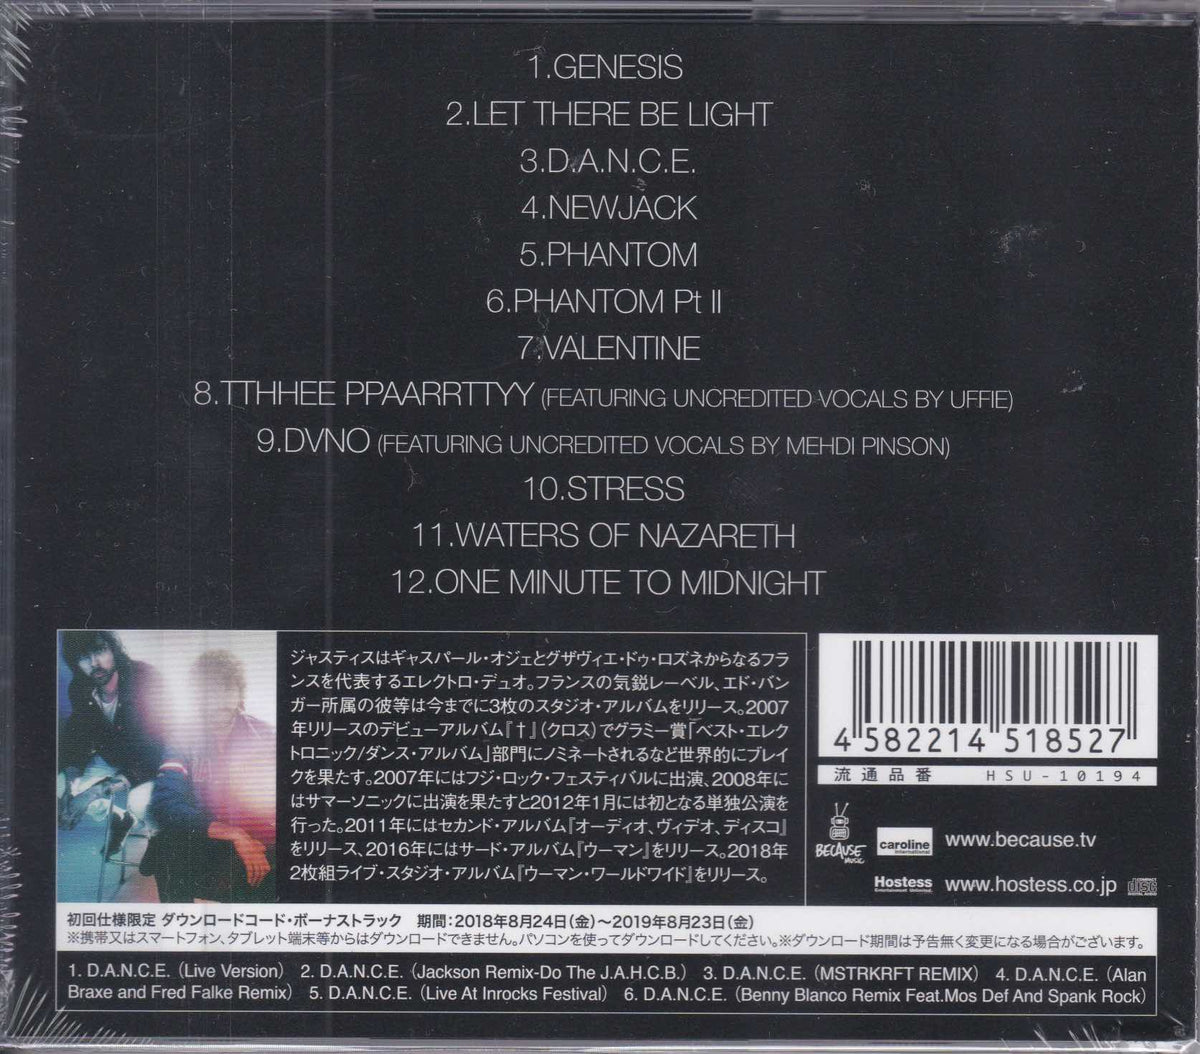 1.GENESIS
2.LET THERE BE LIGHT
3.D.A.N.C.E.
4.NEWJACK
5.PHANTOM
6.PHANTOM Pt II
7.VALENTINE
8.TTHHEE PPAARRTTYY (FEATURING UNCREDITED VOCALS BY UFFIE)
9.DVNO (FEATURING UNCREDITED VOCALS BY MEHDI PINSON)
10.STRESS
11.WATERS OF NAZARETH
12.ONE MINUTE TO MIDNIGHT
ジャスティスはギャスパール・オジェとグザヴィエ・ドゥ・ロズネからなるフラ
ンスを代表するエレクトロ・デュオ。フランスの気鋭レーベル、エド・バン
ガー所属の彼等は今までに3枚のスタジオ・アルバムをリリース。2007
年リリースのデビューアルバム『†』(クロス)でグラミー賞「ベスト・エレク
トロニック/ダンス・アルバム」部門にノミネートされるなど世界的にブレイ
クを果たす。2007年にはフジ・ロック・フェスティバルに出演、2008年に
はサマーソニックに出演を果たすと2012年1月には初となる単独公演を
行った。2011年にはセカンド・アルバム『オーディオ、ヴィデオ、ディスコ』
をリリース、2016年にはサード・アルバム『ウーマン』をリリース。2018年
2枚組ライブ・スタジオ・アルバム『ウーマン・ワールドワイド』をリリース。
4 582214 518527
流通品番 HSU-10194
BECAUSE MUSIC
caroline international
www.because.tv
Hostess Entertainment Unlimited.
www.hostess.co.jp
COMPACT disc DIGITAL AUDIO
初回仕様限定 ダウンロードコード・ボーナストラック 期間：2018年8月24日(金)～2019年8月23日(金)
※携帯又はスマートフォン、タブレット端末等からはダウンロードできません。パソコンを使ってダウンロードしてください。※ダウンロード期間は予告無く変更になる場合がございます。
1. D.A.N.C.E.（Live Version） 2. D.A.N.C.E.（Jackson Remix-Do The J.A.H.C.B.） 3. D.A.N.C.E.（MSTRKRFT REMIX） 4. D.A.N.C.E.（Alan
Braxe and Fred Falke Remix） 5. D.A.N.C.E.（Live At Inrocks Festival） 6. D.A.N.C.E.（Benny Blanco Remix Feat.Mos Def And Spank Rock）